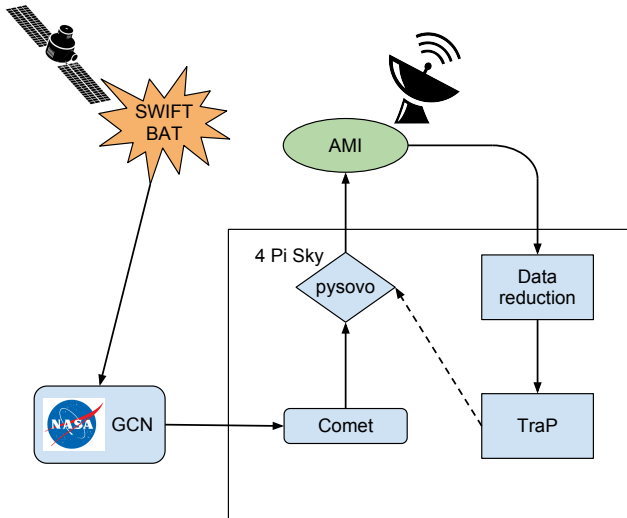 SWIFT
BAT
AMI
4 Pi Sky
pysovo
Data
reduction
NASA
GCN
Comet
TraP